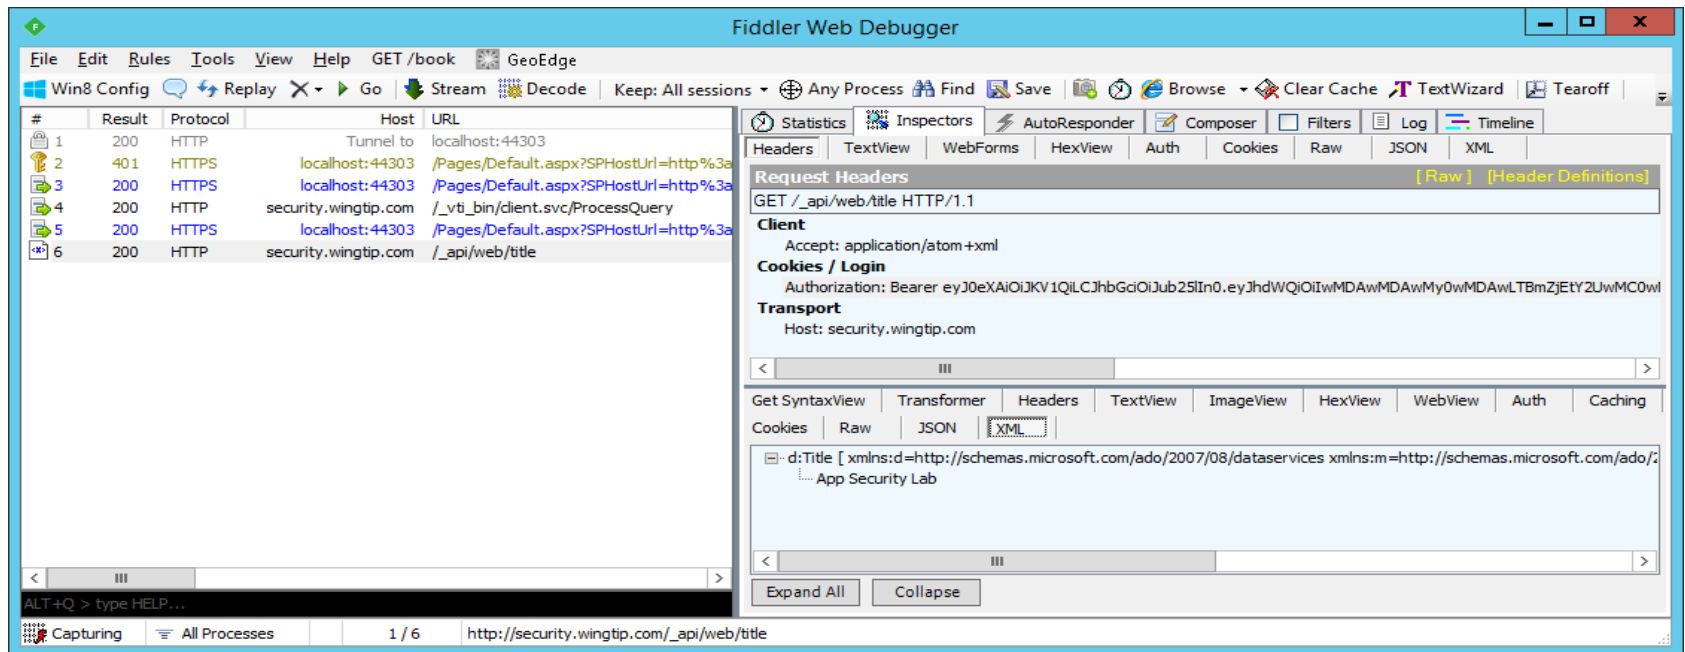 Fiddler Web Debugger
File Edit Rules Tools View Help GET /book GeoEdge
Win8 Config Replay Go Stream Decode Keep: All sessions Any Process Find Save Browse Clear Cache TextWizard Tearoff
# Result Protocol Host URL
1 200 HTTP Tunnel to localhost:44303
2 401 HTTPS localhost:44303 /Pages/Default.aspx?SPHostUrl=http%3a
3 200 HTTPS localhost:44303 /Pages/Default.aspx?SPHostUrl=http%3a
4 200 HTTP security.wingtip.com /_vti_bin/client.svc/ProcessQuery
5 200 HTTPS localhost:44303 /Pages/Default.aspx?SPHostUrl=http%3a
6 200 HTTP security.wingtip.com /_api/web/title
ALT+Q > type HELP...
Statistics Inspectors AutoResponder Composer Filters Log Timeline
Headers TextView WebForms HexView Auth Cookies Raw JSON XML
Request Headers [ Raw ] [Header Definitions]
GET /_api/web/title HTTP/1.1
Client
Accept: application/atom+xml
Cookies / Login
Authorization: Bearer eyJ0eXAiOiJKV1QiLCJhbGciOiJub25lIn0.eyJhdWQiOiIwMDAwMDAwMy0wMDAwLTBmZjEtY2UwMC0wl
Transport
Host: security.wingtip.com
Get SyntaxView Transformer Headers TextView ImageView HexView WebView Auth Caching
Cookies Raw JSON XML
d:Title [ xmlns:d=http://schemas.microsoft.com/ado/2007/08/dataservices xmlns:m=http://schemas.microsoft.com/ado/2
App Security Lab
Expand All Collapse
Capturing All Processes 1 / 6 http://security.wingtip.com/_api/web/title